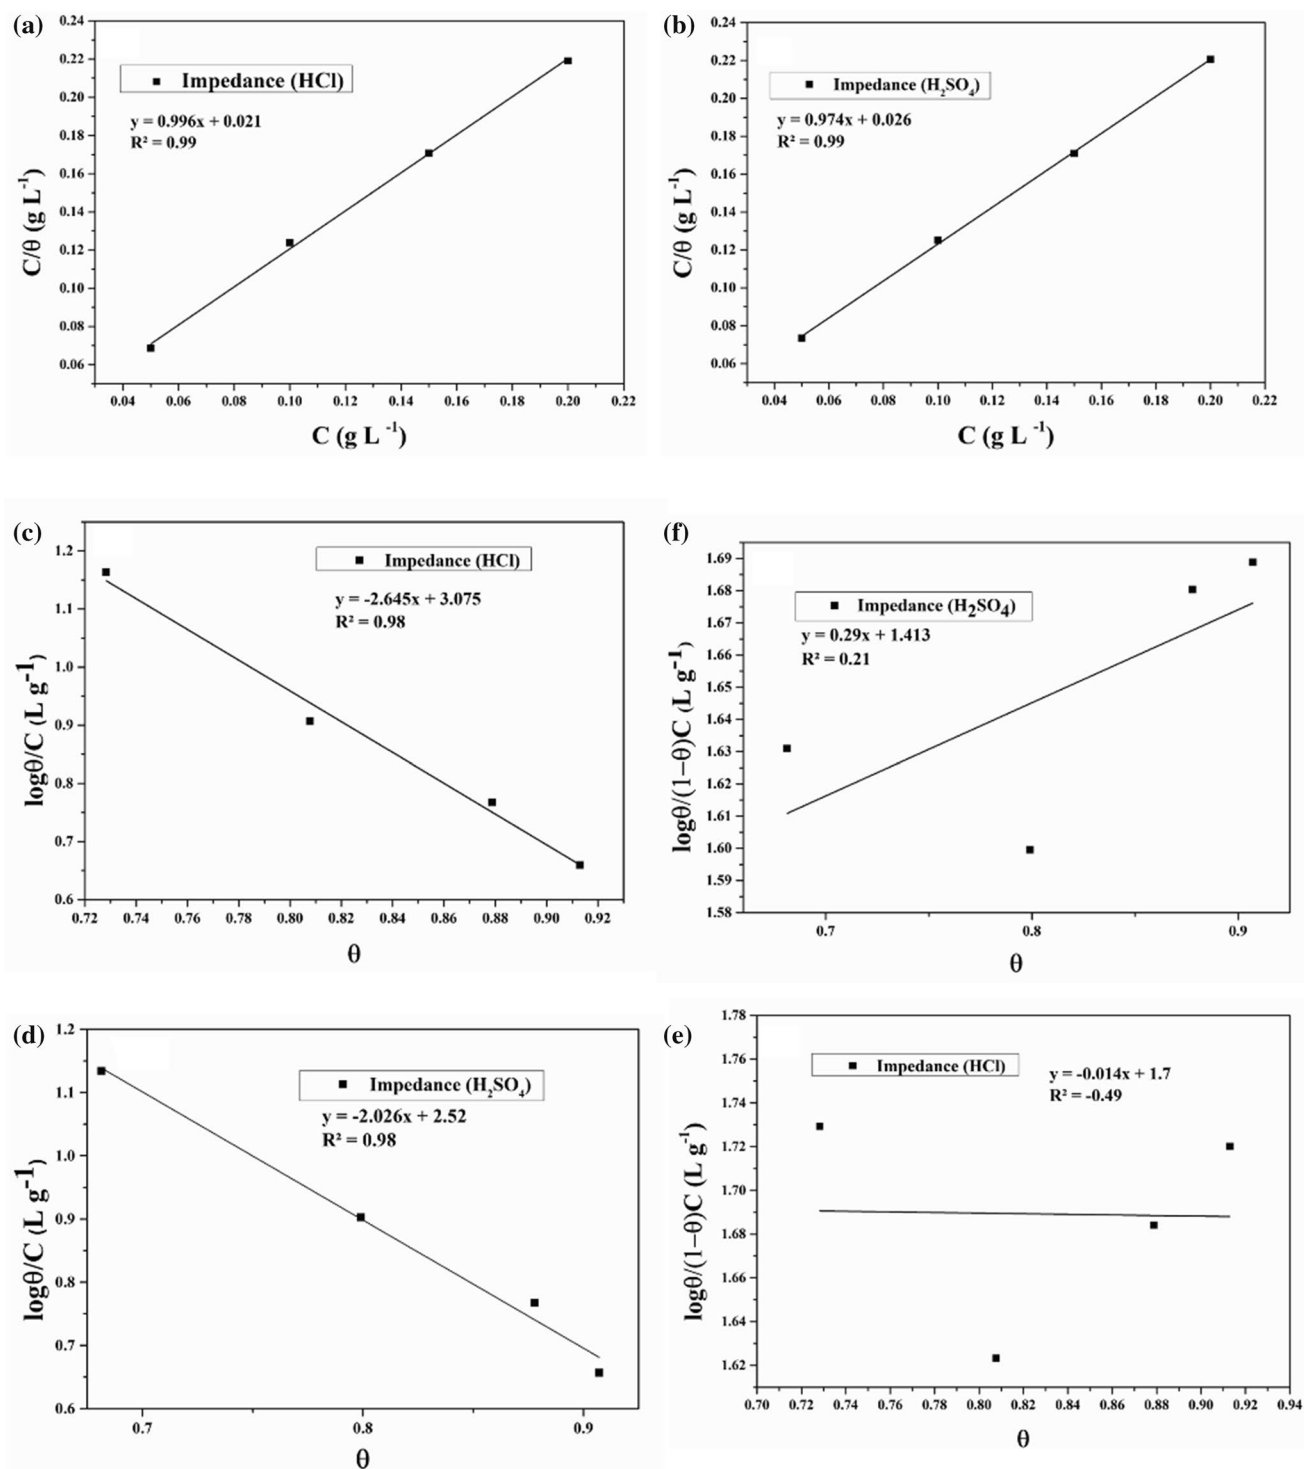 (a)
0.24
0.22
0.20
0.18
0.16
0.14
0.12
0.10
0.08
0.06
C/θ (g L⁻¹)
Impedance (HCl)
y = 0.996x + 0.021
R² = 0.99
0.04 0.06 0.08 0.10 0.12 0.14 0.16 0.18 0.20 0.22
C (g L ⁻¹)
(b)
0.24
0.22
0.20
0.18
0.16
0.14
0.12
0.10
0.08
0.06
C/θ (g L⁻¹)
Impedance (H₂SO₄)
y = 0.974x + 0.026
R² = 0.99
0.04 0.06 0.08 0.10 0.12 0.14 0.16 0.18 0.20 0.22
C (g L ⁻¹)
(c)
1.2
1.1
1.0
0.9
0.8
0.7
0.6
logθ/C (L g⁻¹)
Impedance (HCl)
y = -2.645x + 3.075
R² = 0.98
0.72 0.74 0.76 0.78 0.80 0.82 0.84 0.86 0.88 0.90 0.92
θ
(f)
1.69
1.68
1.67
1.66
1.65
1.64
1.63
1.62
1.61
1.60
1.59
1.58
logθ/(1−θ)C (L g⁻¹)
Impedance (H₂SO₄)
y = 0.29x + 1.413
R² = 0.21
0.7 0.8 0.9
θ
(d)
1.2
1.1
1.0
0.9
0.8
0.7
0.6
logθ/C (L g⁻¹)
Impedance (H₂SO₄)
y = -2.026x + 2.52
R² = 0.98
0.7 0.8 0.9
θ
(e)
1.78
1.76
1.74
1.72
1.70
1.68
1.66
1.64
1.62
logθ/(1−θ)C (L g⁻¹)
Impedance (HCl)
y = -0.014x + 1.7
R² = -0.49
0.70 0.72 0.74 0.76 0.78 0.80 0.82 0.84 0.86 0.88 0.90 0.92 0.94
θ